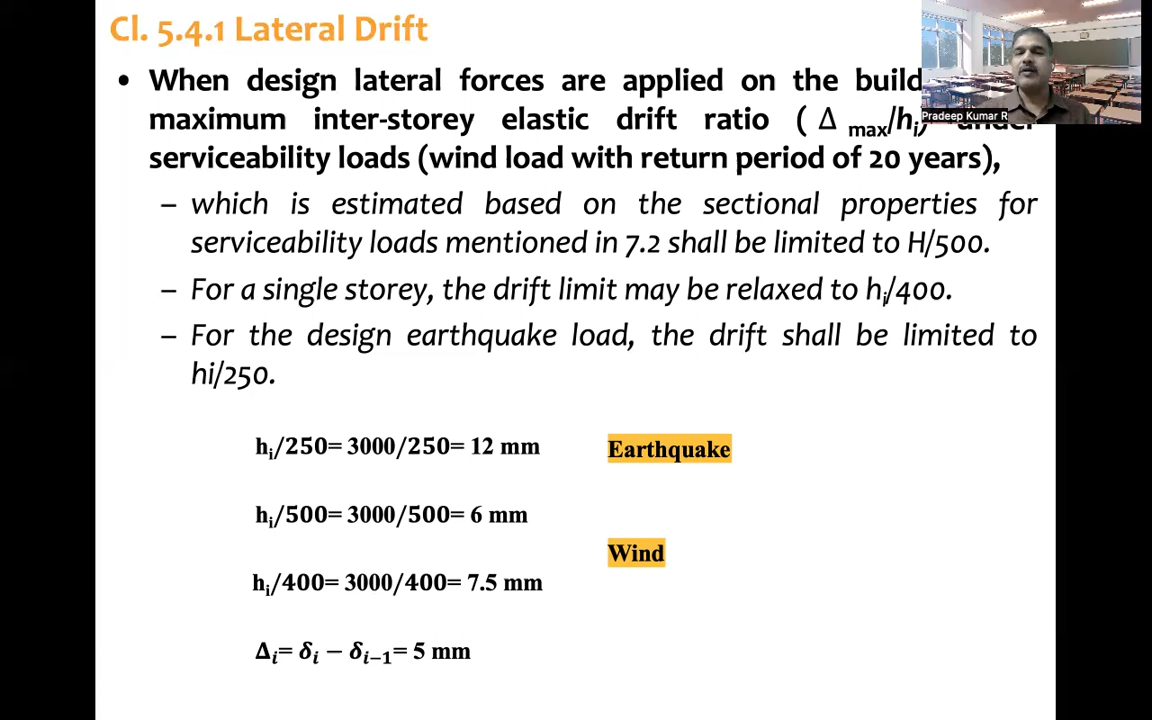 Cl. 5.4.1 Lateral Drift
• When design lateral forces are applied on the build
maximum inter-storey elastic drift ratio ( Δ max/hi) under
serviceability loads (wind load with return period of 20 years),
– which is estimated based on the sectional properties for
serviceability loads mentioned in 7.2 shall be limited to H/500.
– For a single storey, the drift limit may be relaxed to hi/400.
– For the design earthquake load, the drift shall be limited to
hi/250.
hi/250= 3000/250= 12 mm Earthquake
hi/500= 3000/500= 6 mm
Wind
hi/400= 3000/400= 7.5 mm
Δi= δi − δi−1= 5 mm
Pradeep Kumar R